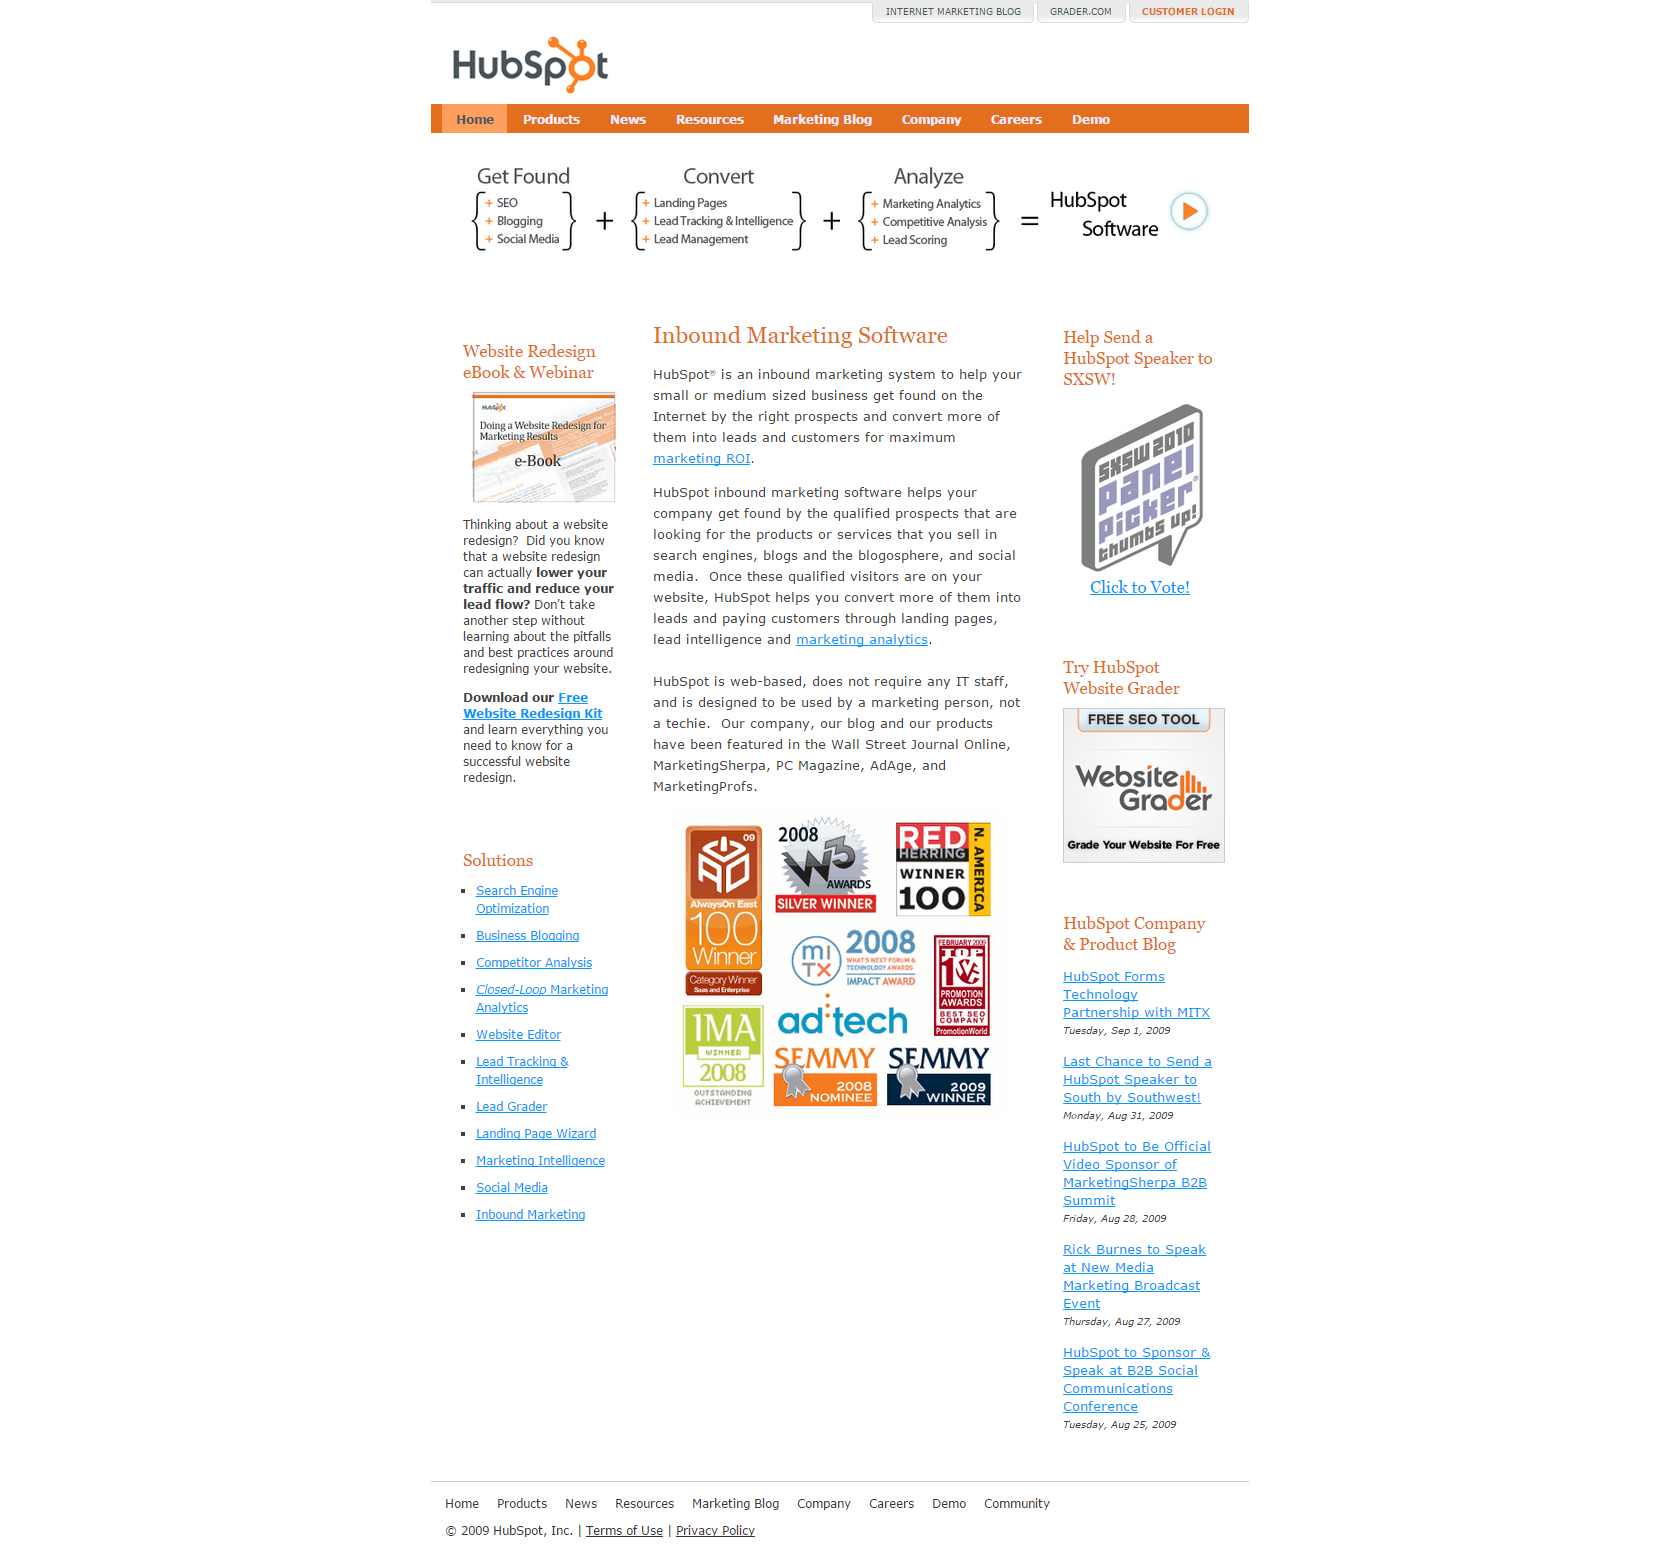 INTERNET MARKETING BLOG
GRADER.COM
CUSTOMER LOGIN
HubSpot
Home
Products
News
Resources
Marketing Blog
Company
Careers
Demo
Get Found
+ SEO
+ Blogging
+ Social Media
+
Convert
+ Landing Pages
+ Lead Tracking & Intelligence
+ Lead Management
+
Analyze
+ Marketing Analytics
+ Competitive Analysis
+ Lead Scoring
=
HubSpot
Software
Website Redesign
eBook & Webinar
HubSpot
Doing a Website Redesign for
Marketing Results
e-Book
Thinking about a website
redesign?  Did you know
that a website redesign
can actually lower your
traffic and reduce your
lead flow? Don't take
another step without
learning about the pitfalls
and best practices around
redesigning your website.
Download our Free
Website Redesign Kit
and learn everything you
need to know for a
successful website
redesign.
Solutions
Search Engine
Optimization
Business Blogging
Competitor Analysis
Closed-Loop Marketing
Analytics
Website Editor
Lead Tracking &
Intelligence
Lead Grader
Landing Page Wizard
Marketing Intelligence
Social Media
Inbound Marketing
Inbound Marketing Software
HubSpot® is an inbound marketing system to help your
small or medium sized business get found on the
Internet by the right prospects and convert more of
them into leads and customers for maximum
marketing ROI.
HubSpot inbound marketing software helps your
company get found by the qualified prospects that are
looking for the products or services that you sell in
search engines, blogs and the blogosphere, and social
media.  Once these qualified visitors are on your
website, HubSpot helps you convert more of them into
leads and paying customers through landing pages,
lead intelligence and marketing analytics.
HubSpot is web-based, does not require any IT staff,
and is designed to be used by a marketing person, not
a techie.  Our company, our blog and our products
have been featured in the Wall Street Journal Online,
MarketingSherpa, PC Magazine, AdAge, and
MarketingProfs.
09
AlwaysOn East
100
Winner
Category Winner
Saas and Enterprise
2008
W3
AWARDS
SILVER WINNER
RED
HERRING
WINNER
100
N. AMERICA
MITX
2008
WHAT'S NEXT FORUM &
TECHNOLOGY AWARDS
IMPACT AWARD
FEBRUARY 2009
TOP
1
PROMOTION
AWARDS
BEST SEO
COMPANY
PromotionWorld
IMA
WINNER
2008
OUTSTANDING
ACHIEVEMENT
ad:tech
SEMMY
2008
NOMINEE
SEMMY
2009
WINNER
Help Send a
HubSpot Speaker to
SXSW!
SXSW 2010
panel
picker®
thumbs up!
Click to Vote!
Try HubSpot
Website Grader
FREE SEO TOOL
Website
Grader
Grade Your Website For Free
HubSpot Company
& Product Blog
HubSpot Forms
Technology
Partnership with MITX
Tuesday, Sep 1, 2009
Last Chance to Send a
HubSpot Speaker to
South by Southwest!
Monday, Aug 31, 2009
HubSpot to Be Official
Video Sponsor of
MarketingSherpa B2B
Summit
Friday, Aug 28, 2009
Rick Burnes to Speak
at New Media
Marketing Broadcast
Event
Thursday, Aug 27, 2009
HubSpot to Sponsor &
Speak at B2B Social
Communications
Conference
Tuesday, Aug 25, 2009
Home Products News Resources Marketing Blog Company Careers Demo Community
© 2009 HubSpot, Inc. | Terms of Use | Privacy Policy